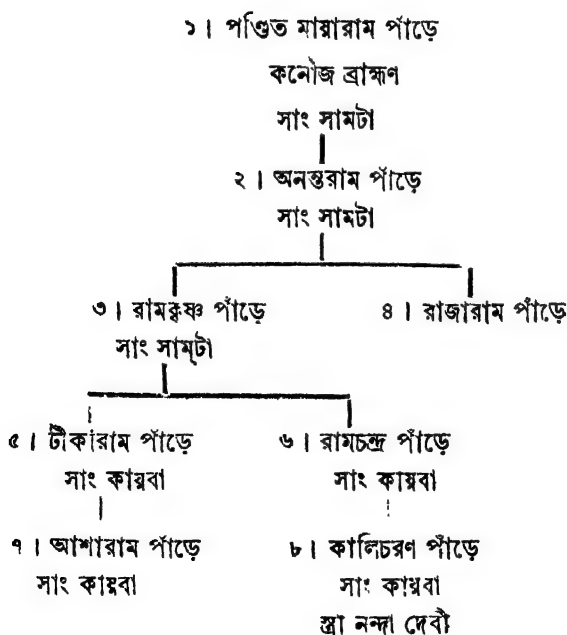 ১। পণ্ডিত মায়ারাম পাঁড়ে
কনৌজ ব্রাহ্মণ
সাং সামটা
২। অনন্তরাম পাঁড়ে
সাং সামটা
৩। রামকৃষ্ণ পাঁড়ে ৪। রাজারাম পাঁড়ে
সাং সাম্‌টা
৫। টীকারাম পাঁড়ে ৬। রামচন্দ্র পাঁড়ে
সাং কায়বা সাং কায়বা
৭। আশারাম পাঁড়ে ৮। কালিচরণ পাঁড়ে
সাং কায়বা সাং কায়বা
স্ত্রী নন্দা দেবী